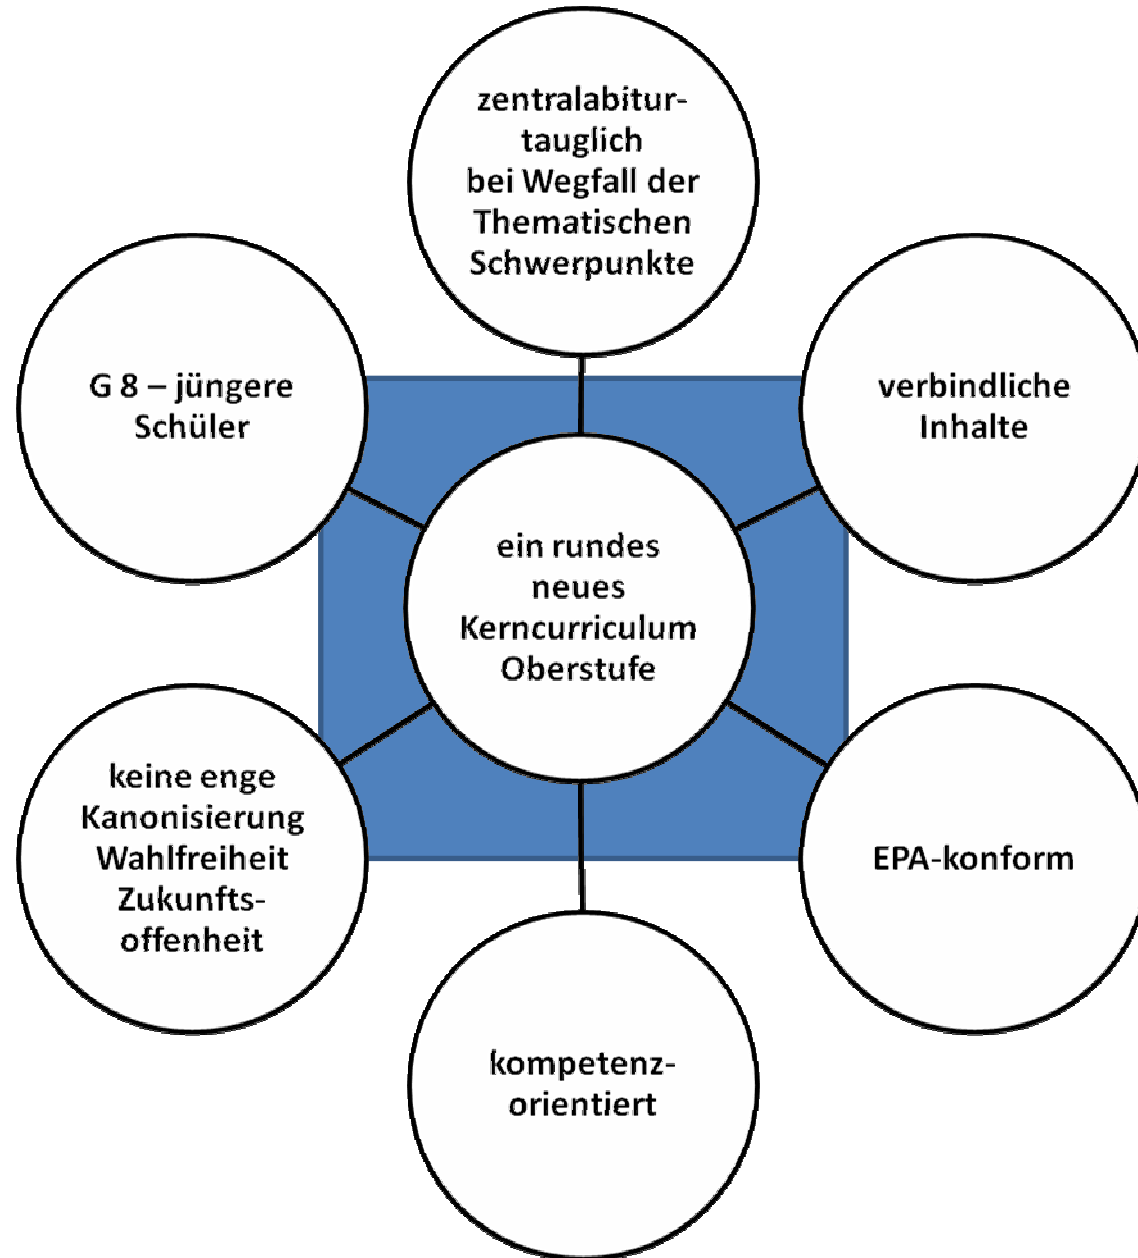 zentralabitur-
tauglich
bei Wegfall der
Thematischen
Schwerpunkte
G 8 – jüngere
Schüler
verbindliche
Inhalte
ein rundes
neues
Kerncurriculum
Oberstufe
keine enge
Kanonisierung
Wahlfreiheit
Zukunfts-
offenheit
EPA-konform
kompetenz-
orientiert